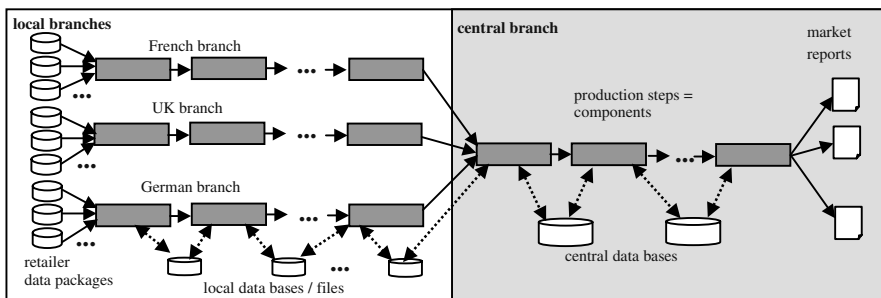 local branches
central branch
market
reports
French branch
...
...
UK branch
production steps =
components
...
...
...
German branch
...
...
...
retailer
data packages
local data bases / files
...
central data bases